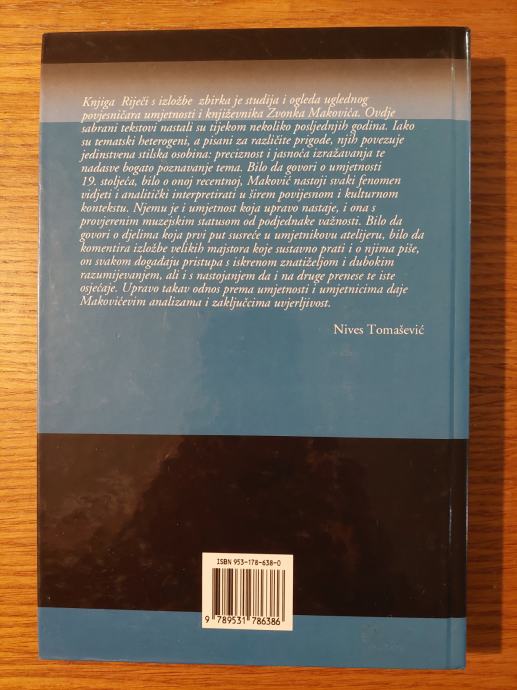 Knjiga Riječi s izložbe zbirka je studija i ogleda uglednog
povjesničara umjetnosti i književnika Zvonka Makovića. Ovdje
sabrani tekstovi nastali su tijekom nekoliko posljednjih godina. Iako
su tematski heterogeni, a pisani za različite prigode, njih povezuje
jedinstvena stilska osobina: preciznost i jasnoća izražavanja te
nadasve bogato poznavanje tema. Bilo da govori o umjetnosti
19. stoljeća, bilo o onoj recentnoj, Maković nastoji svaki fenomen
vidjeti i analitički interpretirati u širem povijesnom i kulturnom
kontekstu. Njemu je i umjetnost koja upravo nastaje, i ona s
provjerenim muzejskim statusom od podjednake važnosti. Bilo da
govori o djelima koja prvi put susreće u umjetnikovu atelijeru, bilo da
komentira izložbe velikih majstora koje sustavno prati i o njima piše,
on svakom događaju pristupa s iskrenom znatiželjom i dubokim
razumijevanjem, ali i s nastojanjem da i na druge prenese te iste
osjećaje. Upravo takav odnos prema umjetnosti i umjetnicima daje
Makovićevim analizama i zaključcima uvjerljivost.
Nives Tomašević
ISBN 953-178-638-0
9 789531 786386